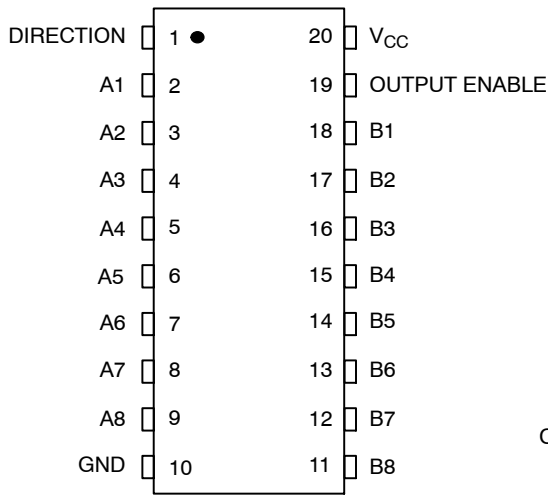 DIRECTION 1 20 VCC
A1 2 19 OUTPUT ENABLE
A2 3 18 B1
A3 4 17 B2
A4 5 16 B3
A5 6 15 B4
A6 7 14 B5
A7 8 13 B6
A8 9 12 B7
GND 10 11 B8